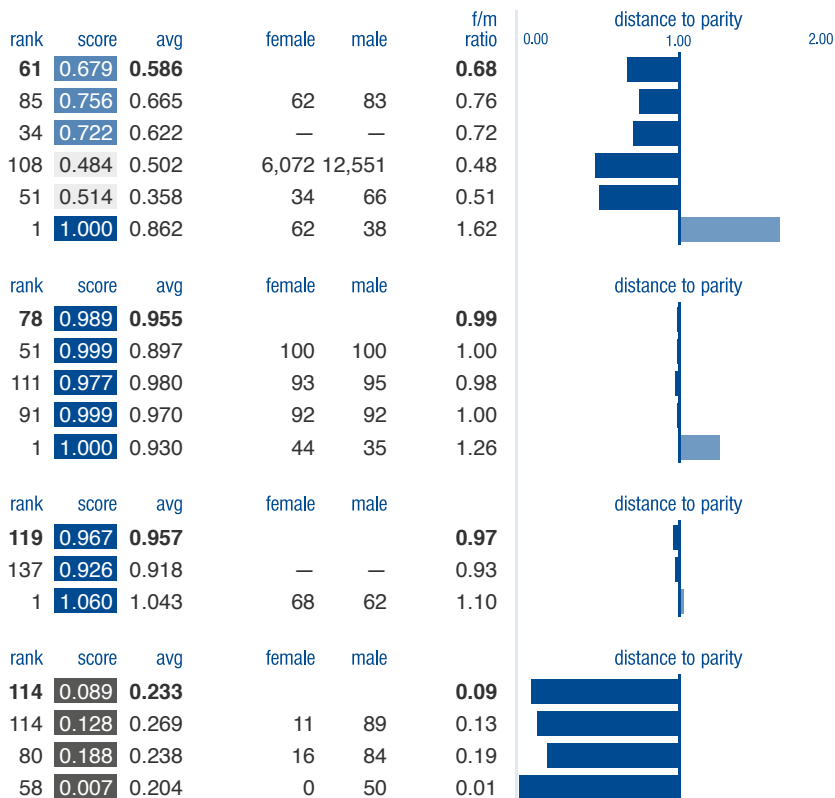 f/m distance to parity
rank score avg female male ratio 0.00 1.00 2.00
61 0.679 0.586 0.68
85 0.756 0.665 62 83 0.76
34 0.722 0.622 — — 0.72
108 0.484 0.502 6,072 12,551 0.48
51 0.514 0.358 34 66 0.51
1 1.000 0.862 62 38 1.62
rank score avg female male distance to parity
78 0.989 0.955 0.99
51 0.999 0.897 100 100 1.00
111 0.977 0.980 93 95 0.98
91 0.999 0.970 92 92 1.00
1 1.000 0.930 44 35 1.26
rank score avg female male distance to parity
119 0.967 0.957 0.97
137 0.926 0.918 — — 0.93
1 1.060 1.043 68 62 1.10
rank score avg female male distance to parity
114 0.089 0.233 0.09
114 0.128 0.269 11 89 0.13
80 0.188 0.238 16 84 0.19
58 0.007 0.204 0 50 0.01